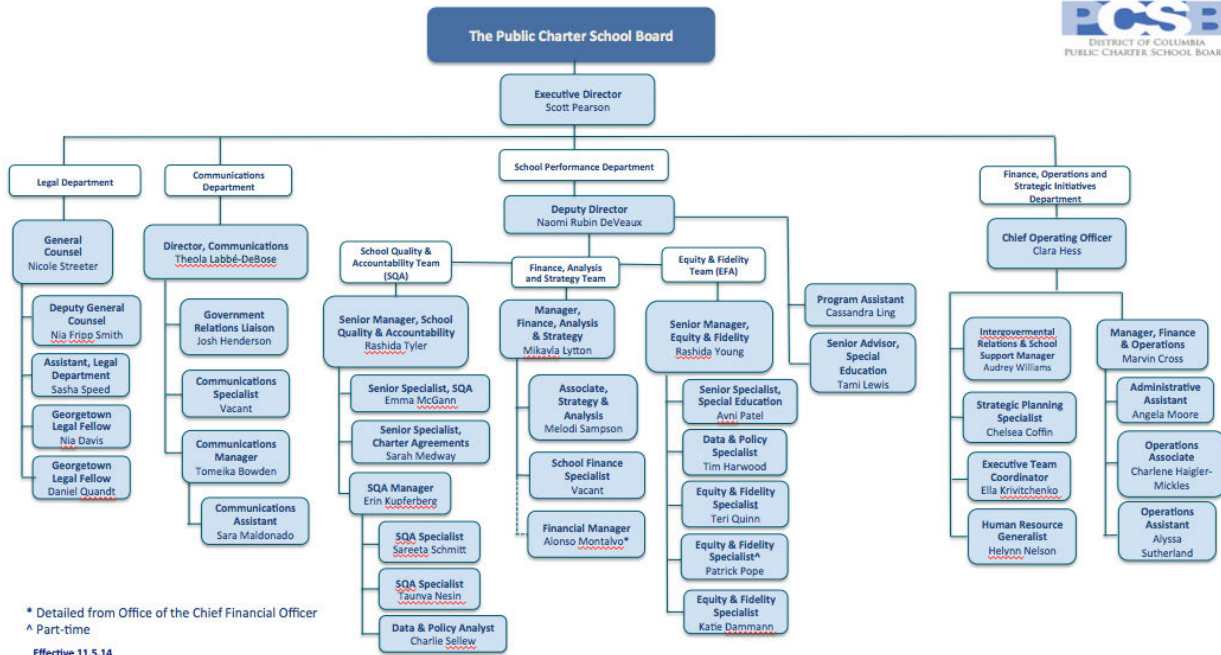 The Public Charter School Board
PCSB
DISTRICT OF COLUMBIA
PUBLIC CHARTER SCHOOL BOARD
Executive Director
Scott Pearson
Legal Department
Communications
Department
School Performance Department
Finance, Operations and
Strategic Initiatives
Department
General
Counsel
Nicole Streeter
Deputy General
Counsel
Nia Fripp Smith
Assistant, Legal
Department
Sasha Speed
Georgetown
Legal Fellow
Nia Davis
Georgetown
Legal Fellow
Daniel Quandt
Director, Communications
Theola Labbé-DeBose
Government
Relations Liaison
Josh Henderson
Communications
Specialist
Vacant
Communications
Manager
Tomeika Bowden
Communications
Assistant
Sara Maldonado
Deputy Director
Naomi Rubin DeVeaux
School Quality &
Accountability Team
(SQA)
Senior Manager, School
Quality & Accountability
Rashida Tyler
Senior Specialist, SQA
Emma McGann
Senior Specialist,
Charter Agreements
Sarah Medway
SQA Manager
Erin Kupferberg
SQA Specialist
Sareeta Schmitt
SQA Specialist
Taunya Nesin
Data & Policy Analyst
Charlie Sellew
Finance, Analysis
and Strategy Team
Manager,
Finance, Analysis
& Strategy
Mikayla Lytton
Associate,
Strategy &
Analysis
Melodi Sampson
School Finance
Specialist
Vacant
Financial Manager
Alonso Montalvo*
Equity & Fidelity
Team (EFA)
Senior Manager,
Equity & Fidelity
Rashida Young
Senior Specialist,
Special Education
Avni Patel
Data & Policy
Specialist
Tim Harwood
Equity & Fidelity
Specialist
Teri Quinn
Equity & Fidelity
Specialist^
Patrick Pope
Equity & Fidelity
Specialist
Katie Dammann
Program Assistant
Cassandra Ling
Senior Advisor,
Special
Education
Tami Lewis
Chief Operating Officer
Clara Hess
Intergovermental
Relations & School
Support Manager
Audrey Williams
Strategic Planning
Specialist
Chelsea Coffin
Executive Team
Coordinator
Ella Krivitchenko
Human Resource
Generalist
Helynn Nelson
Manager, Finance
& Operations
Marvin Cross
Administrative
Assistant
Angela Moore
Operations
Associate
Charlene Haigler-
Mickles
Operations
Assistant
Alyssa
Sutherland
* Detailed from Office of the Chief Financial Officer
^ Part-time
Effective 11.5.14